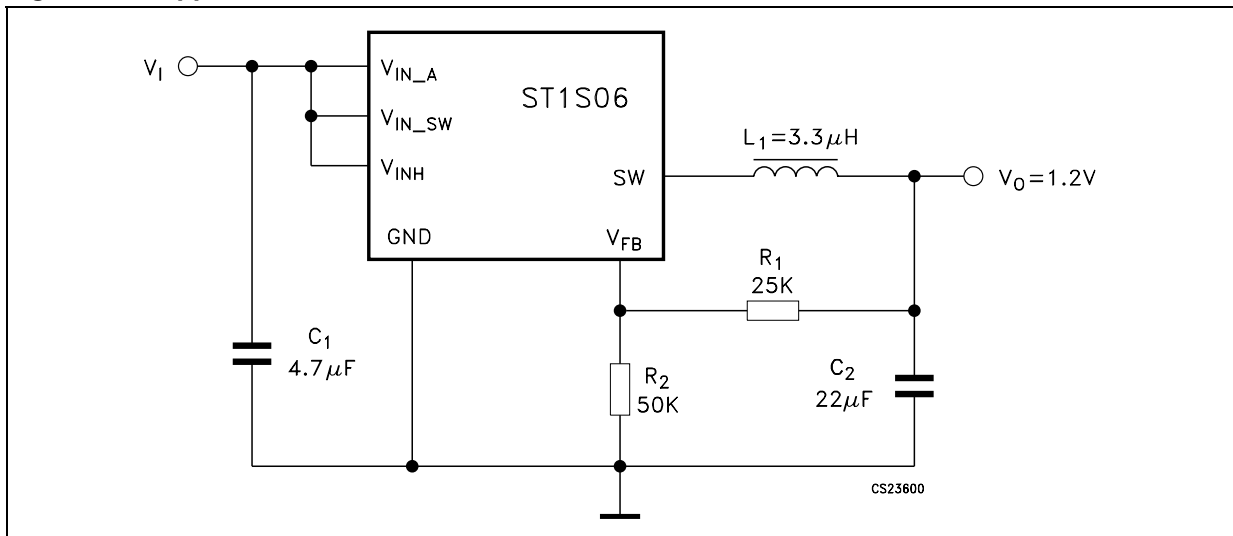 V_I
V_IN_A
V_IN_SW
V_INH
ST1S06
SW
GND
V_FB
L_1=3.3μH
V_O=1.2V
R_1
25K
C_1
4.7μF
R_2
50K
C_2
22μF
CS23600